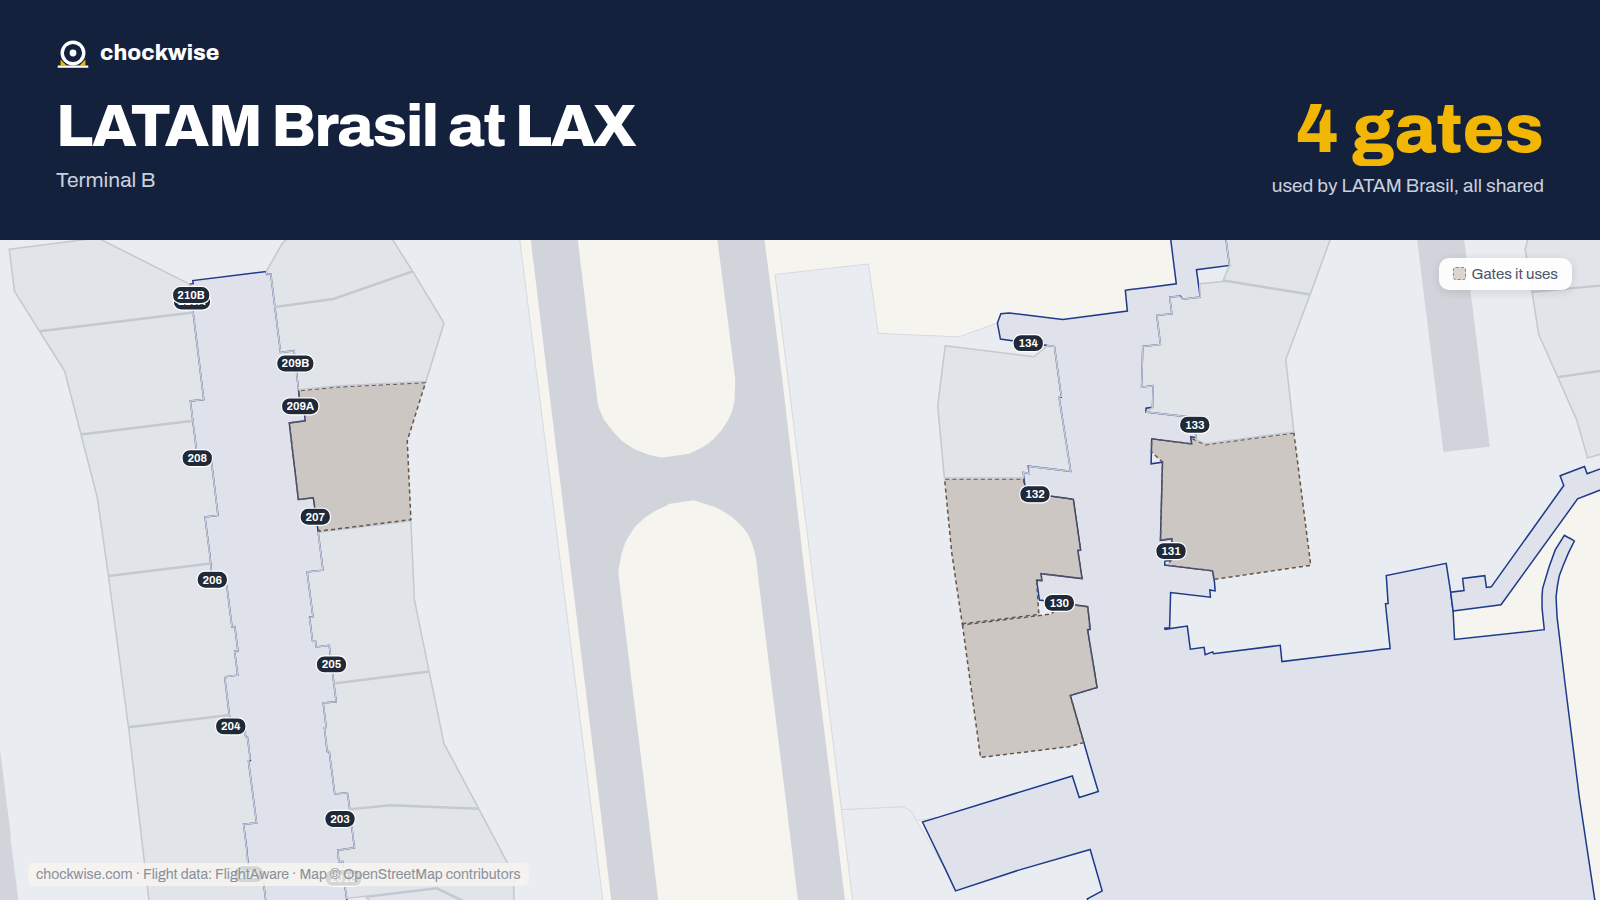 chockwise
LATAM Brasil at LAX
Terminal B
4 gates
used by LATAM Brasil, all shared
Gates it uses
210B
209B
209A
208
207
206
205
204
203
134
133
132
131
130
chockwise.com · Flight data: FlightAware · Map © OpenStreetMap contributors